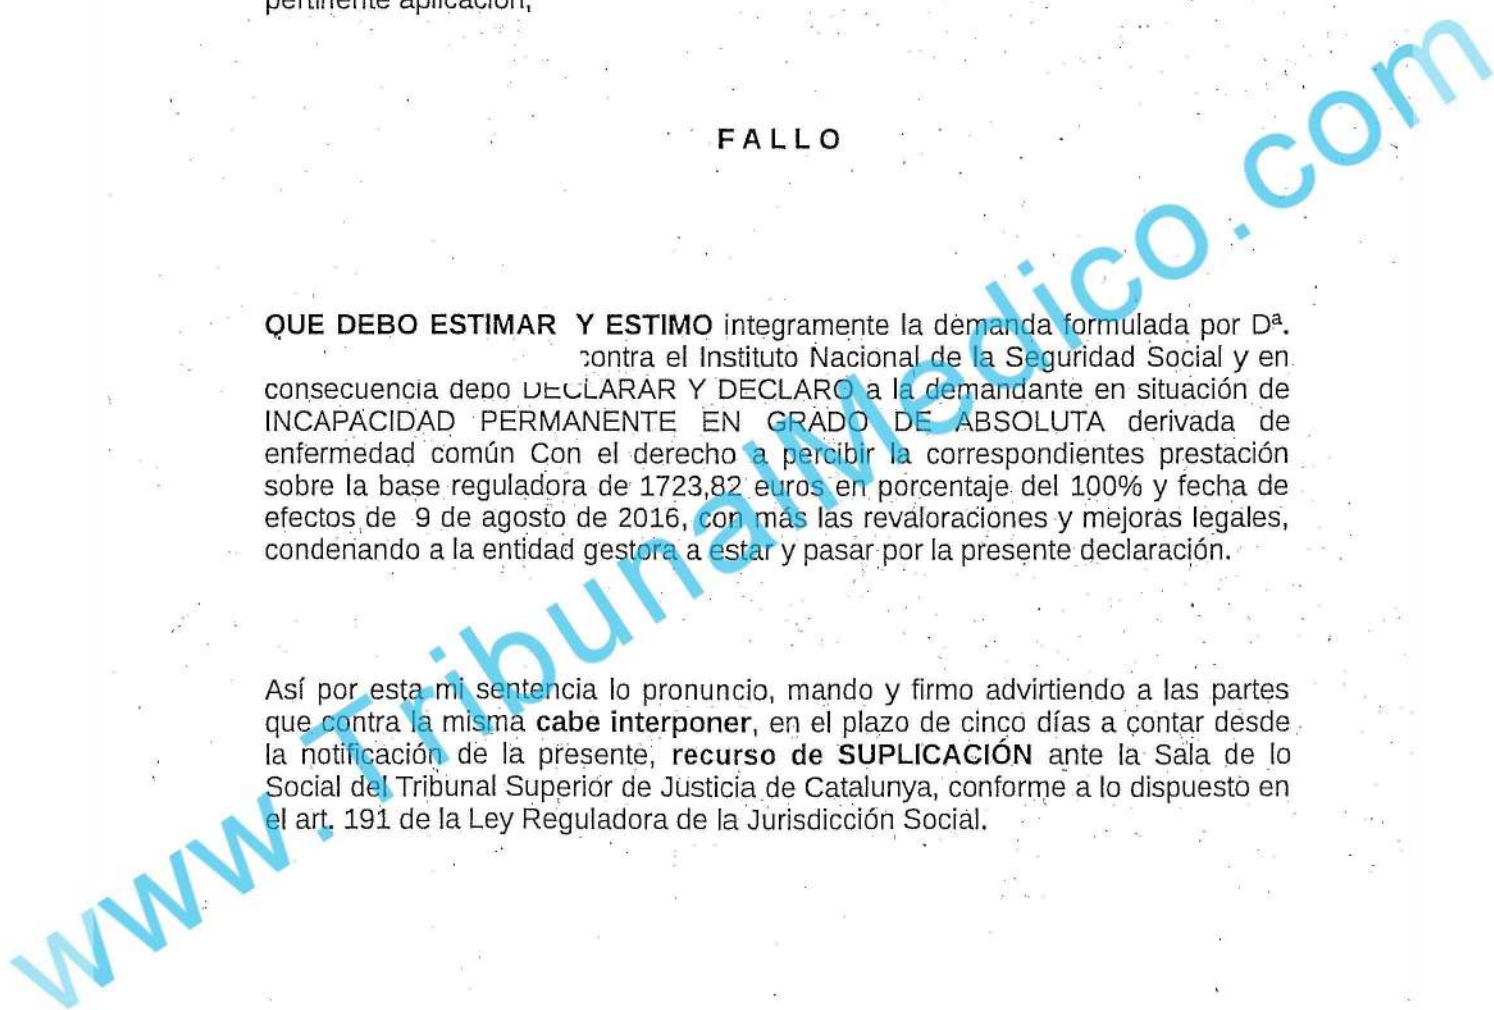 pertinente aplicación,
FALLO
QUE DEBO ESTIMAR Y ESTIMO integramente la demanda formulada por Dª.
contra el Instituto Nacional de la Seguridad Social y en
consecuencia debo DECLARAR Y DECLARO a la demandante en situación de
INCAPACIDAD PERMANENTE EN GRADO DE ABSOLUTA derivada de
enfermedad común Con el derecho a percibir la correspondientes prestación
sobre la base reguladora de 1723,82 euros en porcentaje del 100% y fecha de
efectos de 9 de agosto de 2016, con más las revaloraciones y mejoras legales,
condenando a la entidad gestora a estar y pasar por la presente declaración.
Así por esta mi sentencia lo pronuncio, mando y firmo advirtiendo a las partes
que contra la misma cabe interponer, en el plazo de cinco días a contar desde
la notificación de la presente, recurso de SUPLICACIÓN ante la Sala de lo
Social del Tribunal Superior de Justicia de Catalunya, conforme a lo dispuesto en
el art. 191 de la Ley Reguladora de la Jurisdicción Social.
www.TribunalMedico.com